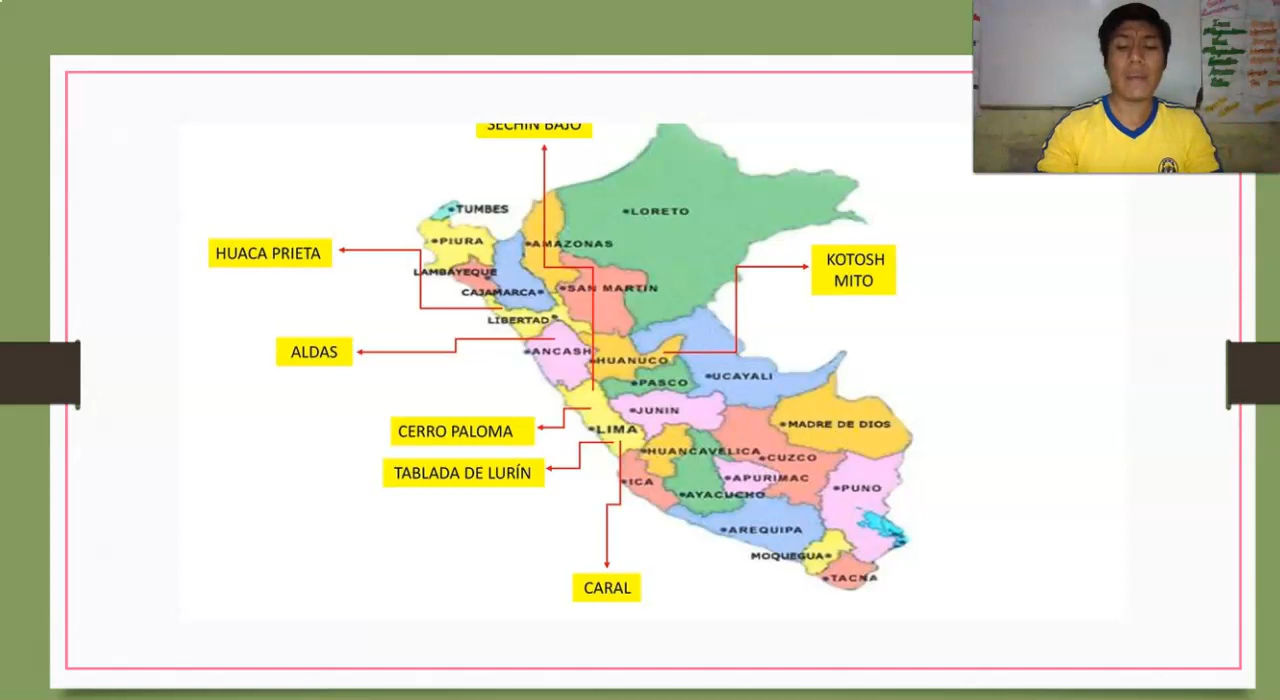 SECHIN BAJO
TUMBES
LORETO
PIURA
AMAZONAS
HUACA PRIETA
KOTOSH
MITO
LAMBAYEQUE
CAJAMARCA
SAN MARTIN
LIBERTAD
ALDAS
ANCASH
HUANUCO
UCAYALI
PASCO
JUNIN
MADRE DE DIOS
CERRO PALOMA
LIMA
HUANCAVELICA
CUZCO
TABLADA DE LURÍN
ICA
APURIMAC
PUNO
AYACUCHO
AREQUIPA
MOQUEGUA
TACNA
CARAL